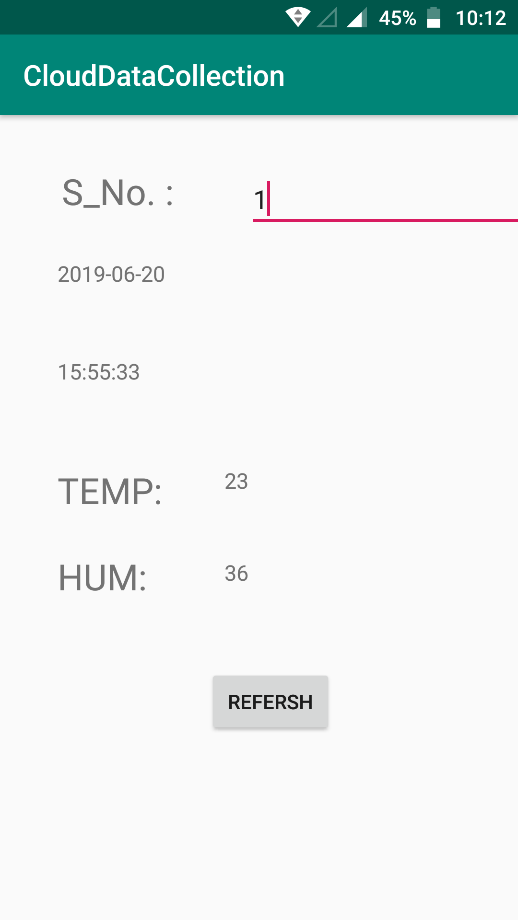 45% 10:12
CloudDataCollection
S_No. : 1
2019-06-20
15:55:33
TEMP: 23
HUM: 36
REFERSH